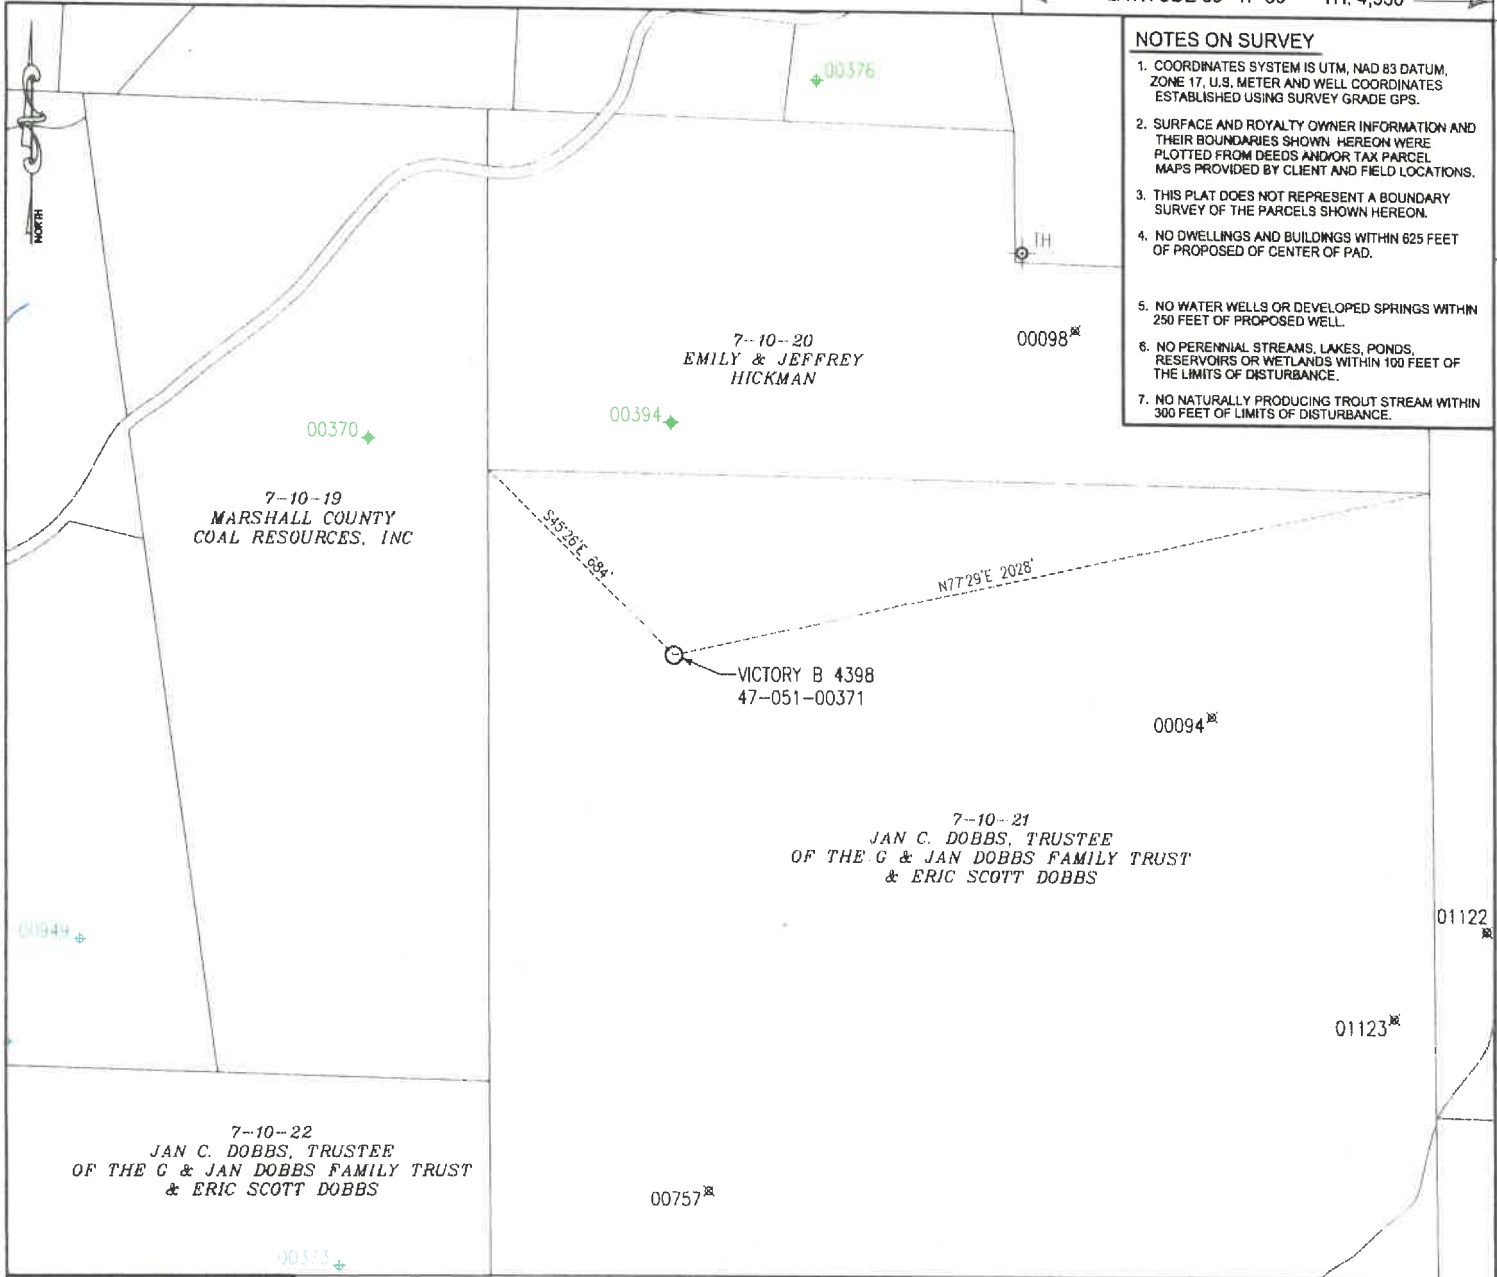 NOTES ON SURVEY
1. COORDINATES SYSTEM IS UTM, NAD 83 DATUM,
ZONE 17, U.S. METER AND WELL COORDINATES
ESTABLISHED USING SURVEY GRADE GPS.
2. SURFACE AND ROYALTY OWNER INFORMATION AND
THEIR BOUNDARIES SHOWN HEREON WERE
PLOTTED FROM DEEDS AND/OR TAX PARCEL
MAPS PROVIDED BY CLIENT AND FIELD LOCATIONS.
3. THIS PLAT DOES NOT REPRESENT A BOUNDARY
SURVEY OF THE PARCELS SHOWN HEREON.
4. NO DWELLINGS AND BUILDINGS WITHIN 625 FEET
OF PROPOSED OF CENTER OF PAD.
5. NO WATER WELLS OR DEVELOPED SPRINGS WITHIN
250 FEET OF PROPOSED WELL.
6. NO PERENNIAL STREAMS, LAKES, PONDS,
RESERVOIRS OR WETLANDS WITHIN 100 FEET OF
THE LIMITS OF DISTURBANCE.
7. NO NATURALLY PRODUCING TROUT STREAM WITHIN
300 FEET OF LIMITS OF DISTURBANCE.
NORTH
00376
TH
00098
7-10-20
EMILY & JEFFREY
HICKMAN
00394
00370
7-10-19
MARSHALL COUNTY
COAL RESOURCES, INC
S45°26'E 684'
N77°29'E 2028'
VICTORY B 4398
47-051-00371
00094
7-10-21
JAN C. DOBBS, TRUSTEE
OF THE G & JAN DOBBS FAMILY TRUST
& ERIC SCOTT DOBBS
00949
01122
01123
7-10-22
JAN C. DOBBS, TRUSTEE
OF THE G & JAN DOBBS FAMILY TRUST
& ERIC SCOTT DOBBS
00757
00373